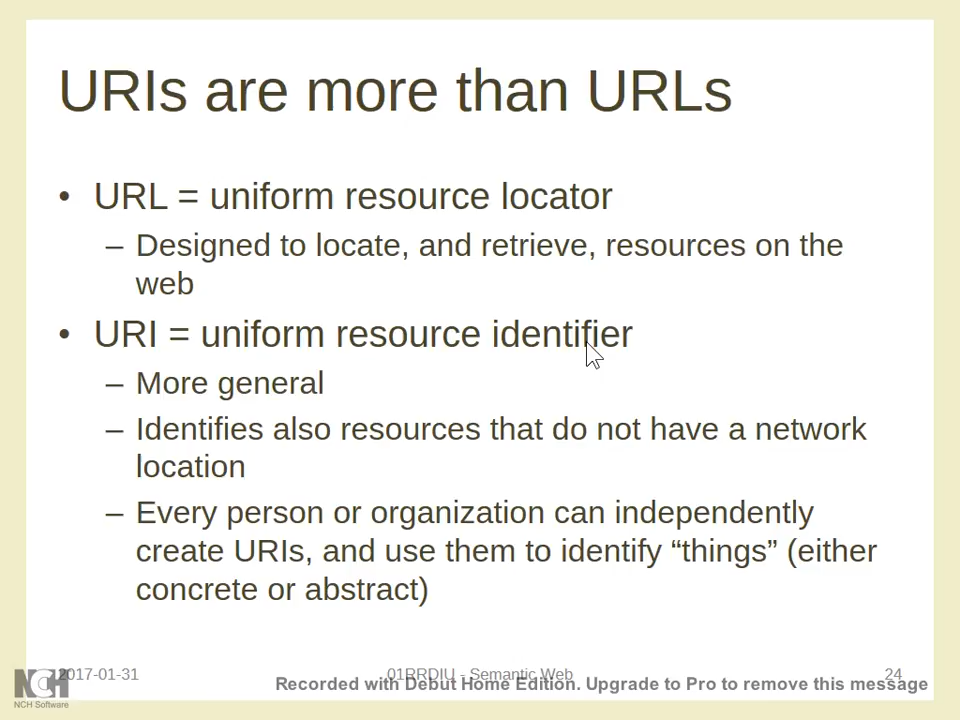 URIs are more than URLs
• URL = uniform resource locator
– Designed to locate, and retrieve, resources on the
web
• URI = uniform resource identifier
– More general
– Identifies also resources that do not have a network
location
– Every person or organization can independently
create URIs, and use them to identify “things” (either
concrete or abstract)
2017-01-31 01RRDIU - Semantic Web 24
NCH
Recorded with Debut Home Edition. Upgrade to Pro to remove this message
NCH Software